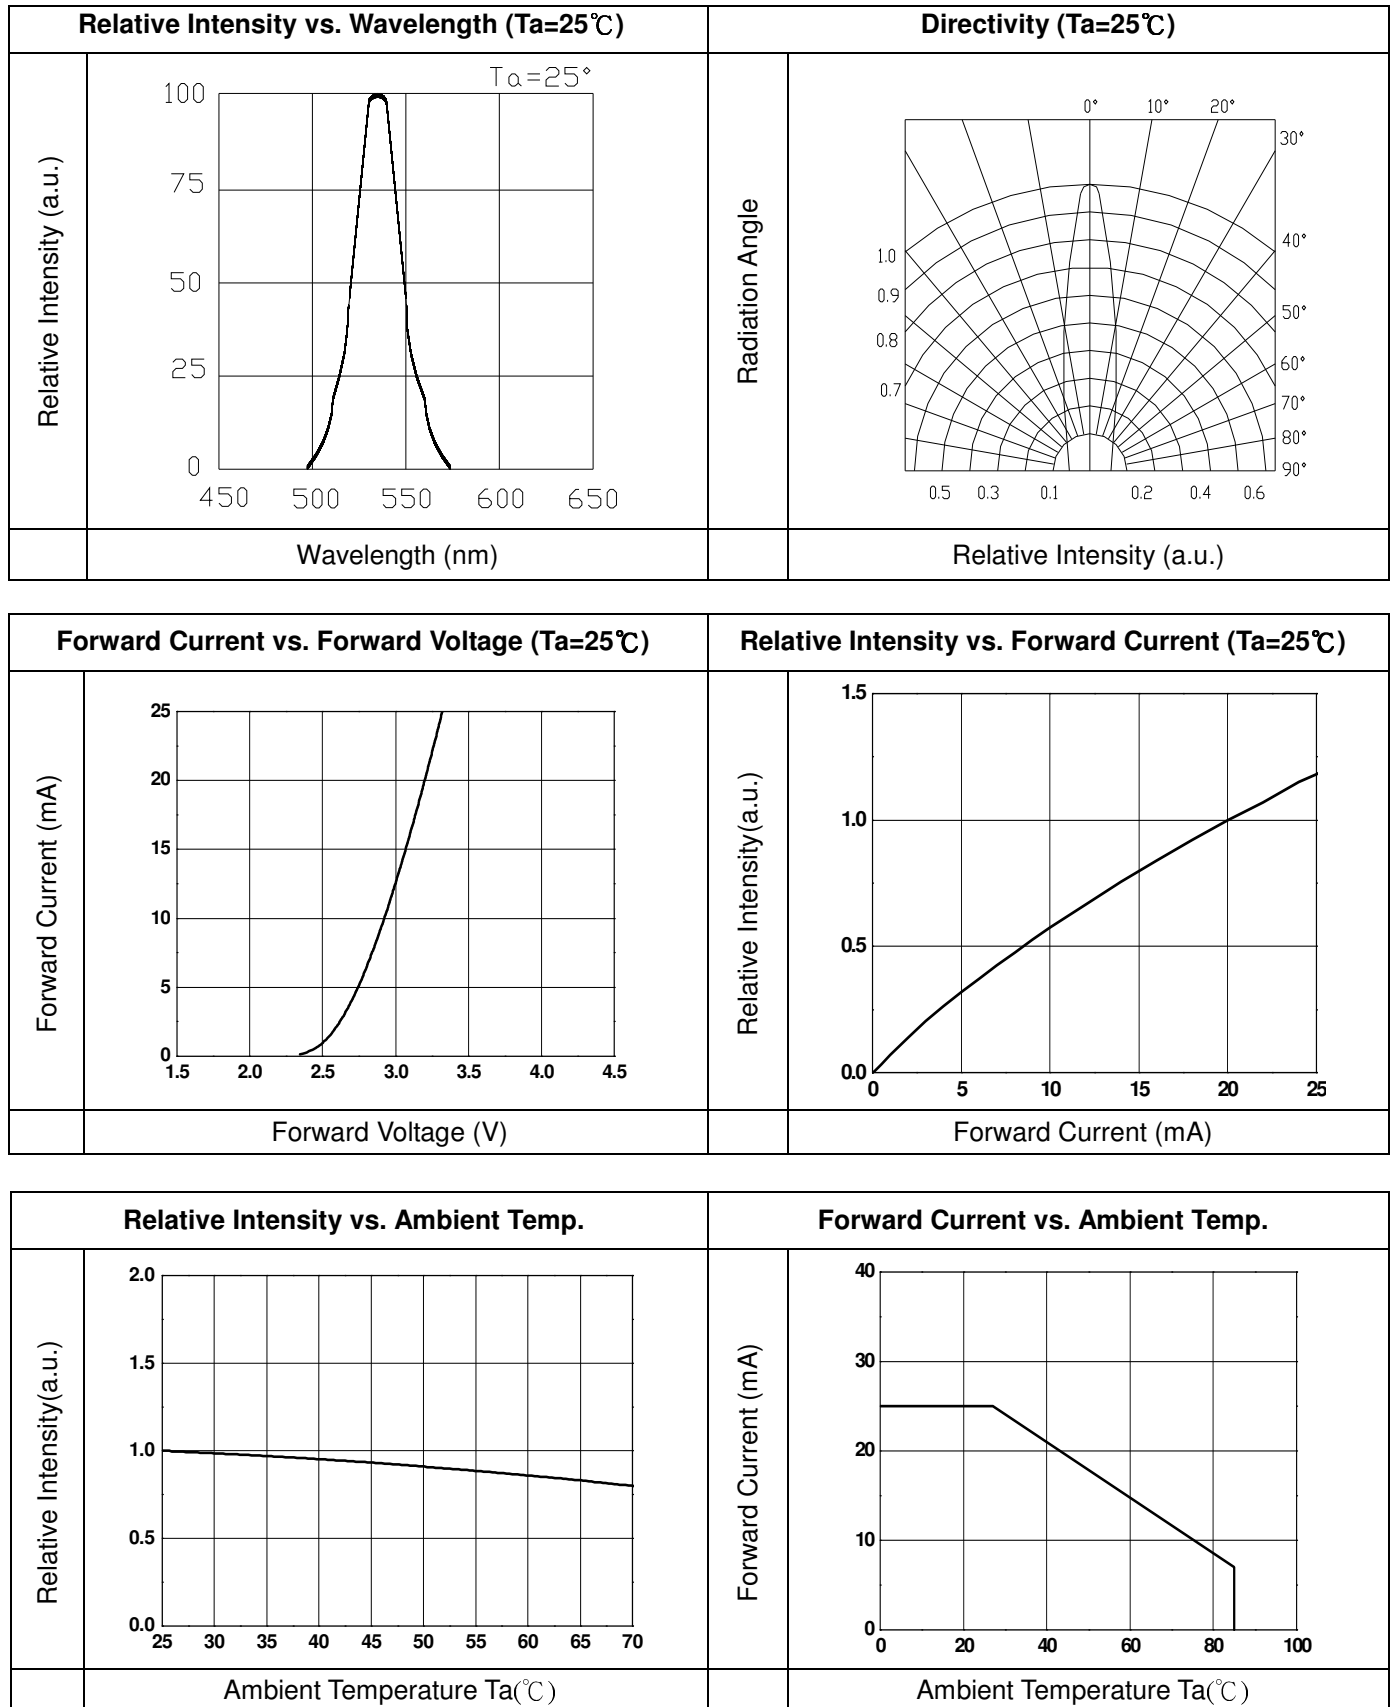 Relative Intensity vs. Wavelength (Ta=25℃)
Directivity (Ta=25℃)
Relative Intensity (a.u.)
Ta=25°
100
75
50
25
0
450 500 550 600 650
Wavelength (nm)
Radiation Angle
0° 10° 20°
30°
40°
50°
60°
70°
80°
90°
1.0
0.9
0.8
0.7
0.5 0.3 0.1 0.2 0.4 0.6
Relative Intensity (a.u.)
Forward Current vs. Forward Voltage (Ta=25℃)
Relative Intensity vs. Forward Current (Ta=25℃)
Forward Current (mA)
25
20
15
10
5
0
1.5 2.0 2.5 3.0 3.5 4.0 4.5
Forward Voltage (V)
Relative Intensity(a.u.)
1.5
1.0
0.5
0.0
0 5 10 15 20 25
Forward Current (mA)
Relative Intensity vs. Ambient Temp.
Forward Current vs. Ambient Temp.
Relative Intensity(a.u.)
2.0
1.5
1.0
0.5
0.0
25 30 35 40 45 50 55 60 65 70
Ambient Temperature Ta(℃)
Forward Current (mA)
40
30
20
10
0
0 20 40 60 80 100
Ambient Temperature Ta(℃)